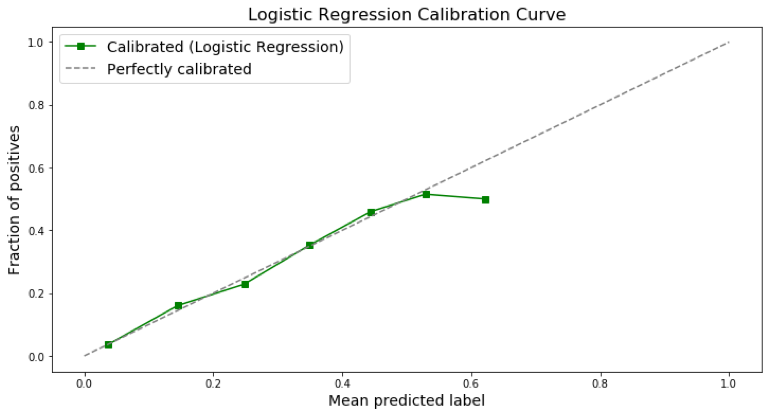 Logistic Regression Calibration Curve
Calibrated (Logistic Regression)
Perfectly calibrated
1.0
0.8
0.6
0.4
0.2
0.0
Fraction of positives
0.0 0.2 0.4 0.6 0.8 1.0
Mean predicted label